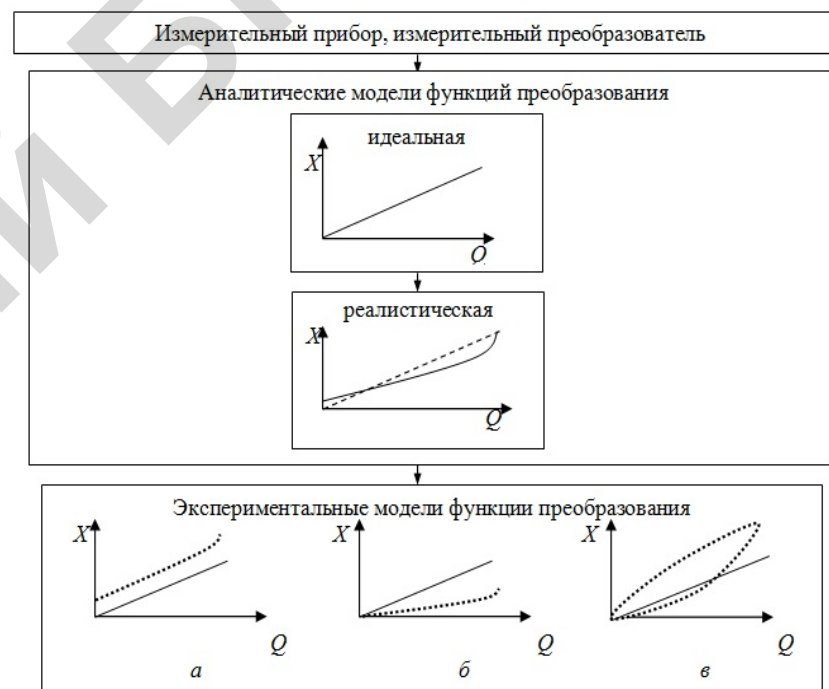 Измерительный прибор, измерительный преобразователь
Аналитические модели функций преобразования
идеальная
X
Q
реалистическая
X
Q
Экспериментальные модели функции преобразования
X X X
Q Q Q
а б в